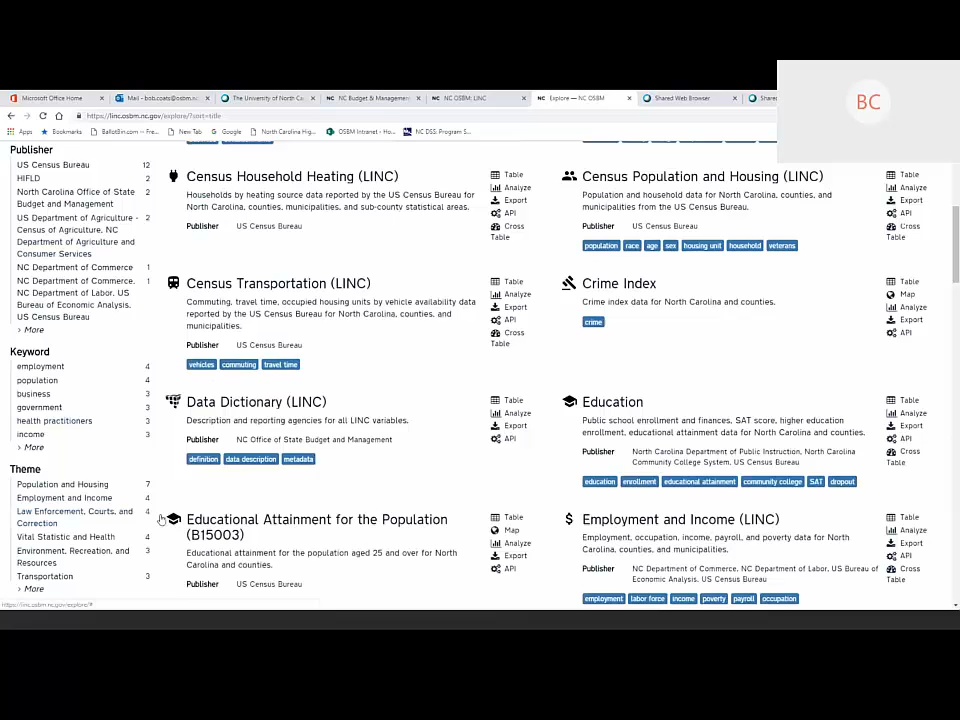 BC
Microsoft Office Home
Mail - bob.coats@osbm.nc
The University of North Ca
NC Budget & Management
NC OSBM: LINC
Explore — NC OSBM
Shared Web Browser
Shared
https://linc.osbm.nc.gov/explore/?sort=title
Apps
Bookmarks
BallotBin.com -- Fre...
New Tab
Google
North Carolina Hig...
OSBM Intranet - Ho...
NC DSS: Program S...
Publisher
US Census Bureau 12
HIFLD 2
North Carolina Office of State 2
Budget and Management
US Department of Agriculture - 2
Census of Agriculture, NC
Department of Agriculture and
Consumer Services
NC Department of Commerce 1
NC Department of Commerce, 1
NC Department of Labor, US
Bureau of Economic Analysis,
US Census Bureau
> More
Keyword
employment 4
population 4
business 3
government 3
health practitioners 3
income 3
> More
Theme
Population and Housing 7
Employment and Income 4
Law Enforcement, Courts, and 4
Correction
Vital Statistic and Health 4
Environment, Recreation, and 3
Resources
Transportation 3
> More
https://linc.osbm.nc.gov/explore/#
Census Household Heating (LINC)
Households by heating source data reported by the US Census Bureau for
North Carolina, counties, municipalities, and sub-county statistical areas.
Publisher US Census Bureau
Table
Analyze
Export
API
Cross
Table
Census Population and Housing (LINC)
Population and household data for North Carolina, counties, and
municipalities from the US Census Bureau.
Publisher US Census Bureau
population race age sex housing unit household veterans
Table
Analyze
Export
API
Cross
Table
Census Transportation (LINC)
Commuting, travel time, occupied housing units by vehicle availability data
reported by the US Census Bureau for North Carolina, counties, and
municipalities.
Publisher US Census Bureau
vehicles commuting travel time
Table
Analyze
Export
API
Cross
Table
Crime Index
Crime index data for North Carolina and counties.
crime
Table
Map
Analyze
Export
API
Data Dictionary (LINC)
Description and reporting agencies for all LINC variables.
Publisher NC Office of State Budget and Management
definition data description metadata
Table
Analyze
Export
API
Education
Public school enrollment and finances, SAT score, higher education
enrollment, educational attainment data for North Carolina and counties.
Publisher North Carolina Department of Public Instruction, North Carolina
Community College System, US Census Bureau
education enrollment educational attainment community college SAT dropout
Table
Analyze
Export
API
Cross
Table
Educational Attainment for the Population
(B15003)
Educational attainment for the population aged 25 and over for North
Carolina and counties.
Publisher US Census Bureau
Table
Map
Analyze
Export
API
$ Employment and Income (LINC)
Employment, occupation, income, payroll, and poverty data for North
Carolina, counties, and municipalities.
Publisher NC Department of Commerce, NC Department of Labor, US Bureau of
Economic Analysis, US Census Bureau
employment labor force income poverty payroll occupation
Table
Analyze
Export
API
Cross
Table